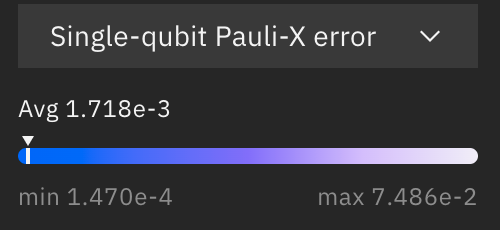 Single-qubit Pauli-X error
Avg 1.718e-3
min 1.470e-4
max 7.486e-2